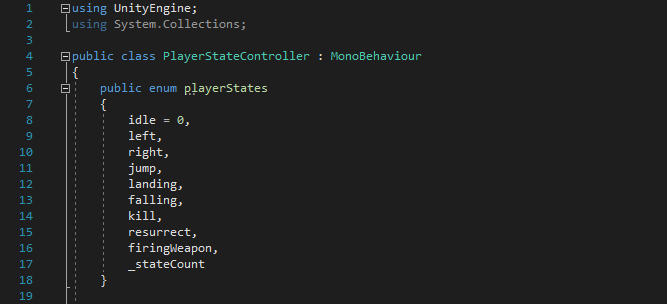 1 using UnityEngine;
2 using System.Collections;
3
4 public class PlayerStateController : MonoBehaviour
5 {
6 public enum playerStates
7 {
8 idle = 0,
9 left,
10 right,
11 jump,
12 landing,
13 falling,
14 kill,
15 resurrect,
16 firingWeapon,
17 _stateCount
18 }
19